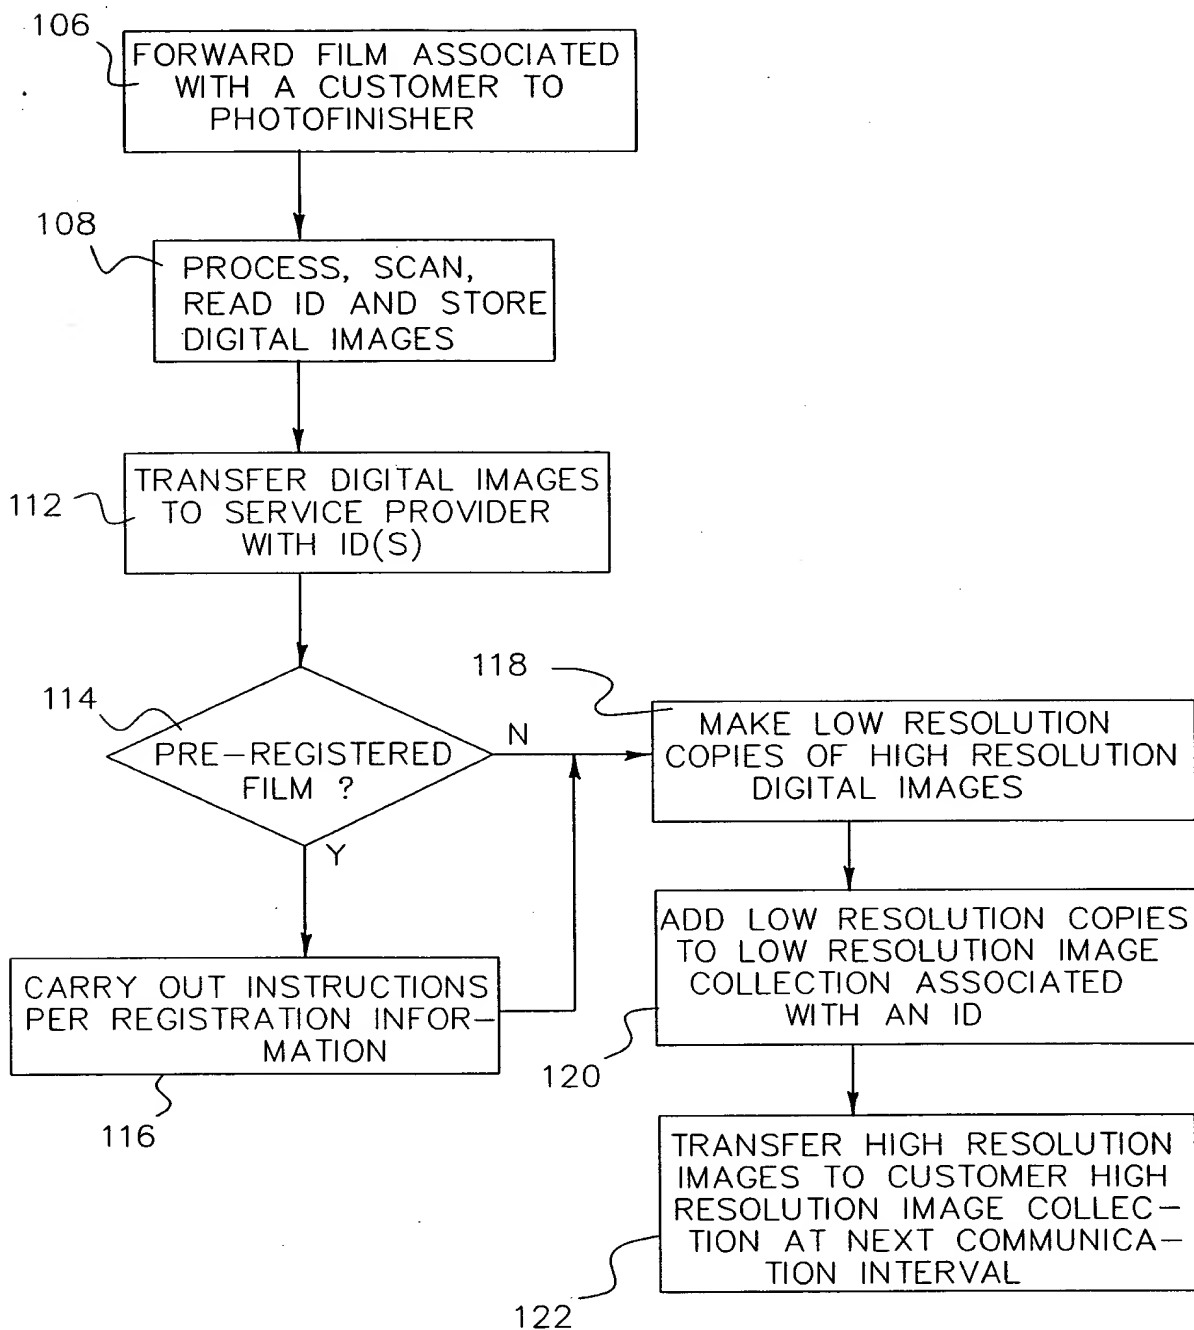 106
FORWARD FILM ASSOCIATED
WITH A CUSTOMER TO
PHOTOFINISHER
108
PROCESS, SCAN,
READ ID AND STORE
DIGITAL IMAGES
112
TRANSFER DIGITAL IMAGES
TO SERVICE PROVIDER
WITH ID(S)
114
PRE-REGISTERED
FILM ?
N
Y
116
CARRY OUT INSTRUCTIONS
PER REGISTRATION INFOR-
MATION
118
MAKE LOW RESOLUTION
COPIES OF HIGH RESOLUTION
DIGITAL IMAGES
120
ADD LOW RESOLUTION COPIES
TO LOW RESOLUTION IMAGE
COLLECTION ASSOCIATED
WITH AN ID
122
TRANSFER HIGH RESOLUTION
IMAGES TO CUSTOMER HIGH
RESOLUTION IMAGE COLLEC-
TION AT NEXT COMMUNICA-
TION INTERVAL